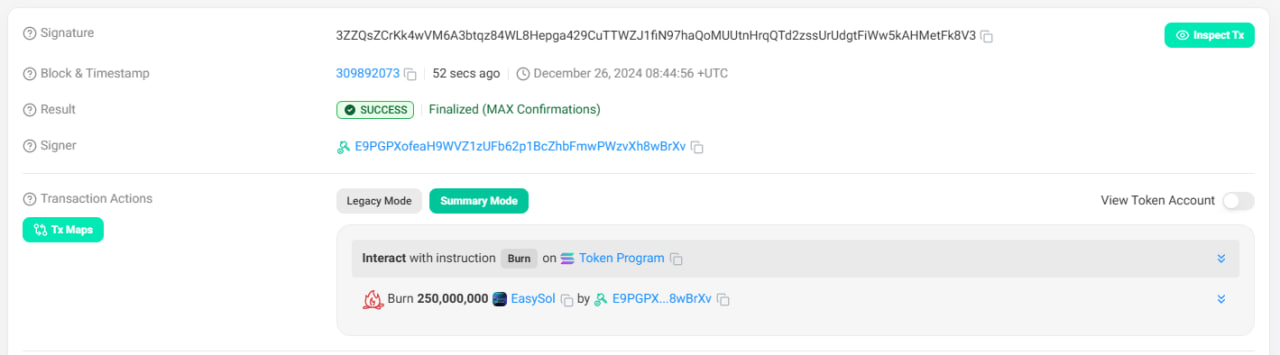 Signature 3ZZQsZCrKk4wVM6A3btqz84WL8Hepga429CuTTWZJ1fiN97haQoMUUtnHrqQTd2zssUrUdgtFiWw5kAHMetFk8V3 Inspect Tx
Block & Timestamp 309892073 52 secs ago December 26, 2024 08:44:56 +UTC
Result SUCCESS Finalized (MAX Confirmations)
Signer E9PGPXofeaH9WVZ1zUFb62p1BcZhbFmwPWzvXh8wBrXv
Transaction Actions Legacy Mode Summary Mode View Token Account
Tx Maps
Interact with instruction Burn on Token Program
Burn 250,000,000 EasySol by E9PGPX...8wBrXv